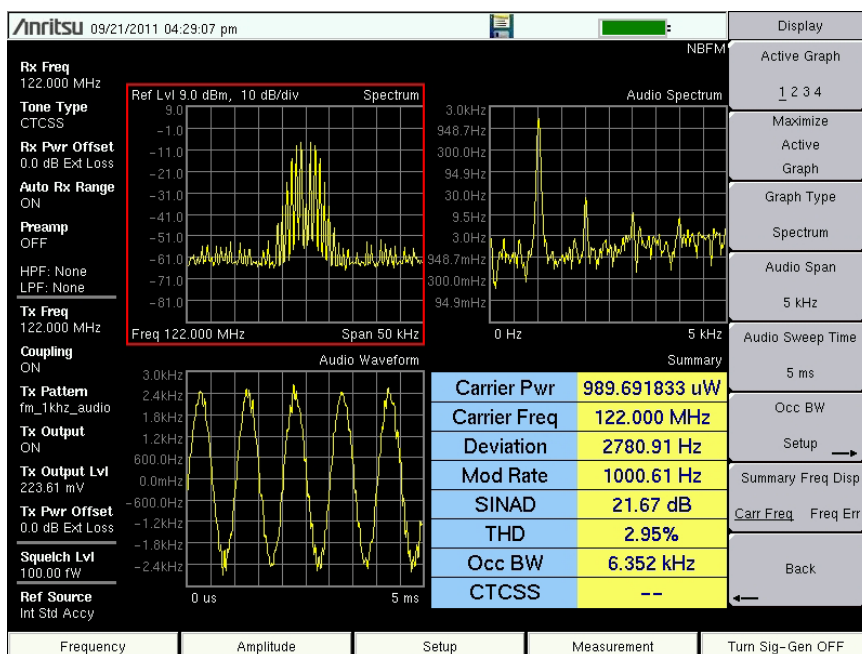 Anritsu 09/21/2011 04:29:07 pm
NBFM
Rx Freq
122.000 MHz
Tone Type
CTCSS
Rx Pwr Offset
0.0 dB Ext Loss
Auto Rx Range
ON
Preamp
OFF
HPF: None
LPF: None
Tx Freq
122.000 MHz
Coupling
ON
Tx Pattern
fm_1khz_audio
Tx Output
ON
Tx Output Lvl
223.61 mV
Tx Pwr Offset
0.0 dB Ext Loss
Squelch Lvl
100.00 fW
Ref Source
Int Std Accy
Ref Lvl 9.0 dBm, 10 dB/div Spectrum
9.0
-1.0
-11.0
-21.0
-31.0
-41.0
-51.0
-61.0
-71.0
-81.0
Freq 122.000 MHz Span 50 kHz
Audio Spectrum
3.0kHz
948.7Hz
300.0Hz
94.9Hz
30.0Hz
9.5Hz
3.0Hz
948.7mHz
300.0mHz
94.9mHz
0 Hz 5 kHz
Audio Waveform
3.0kHz
2.4kHz
1.8kHz
1.2kHz
600.0Hz
0.0mHz
-600.0Hz
-1.2kHz
-1.8kHz
-2.4kHz
0 us 5 ms
Summary
Carrier Pwr 989.691833 uW
Carrier Freq 122.000 MHz
Deviation 2780.91 Hz
Mod Rate 1000.61 Hz
SINAD 21.67 dB
THD 2.95%
Occ BW 6.352 kHz
CTCSS --
Display
Active Graph
1 2 3 4
Maximize
Active
Graph
Graph Type
Spectrum
Audio Span
5 kHz
Audio Sweep Time
5 ms
Occ BW
Setup
Summary Freq Disp
Carr Freq Freq Err
Back
Frequency Amplitude Setup Measurement Turn Sig-Gen OFF